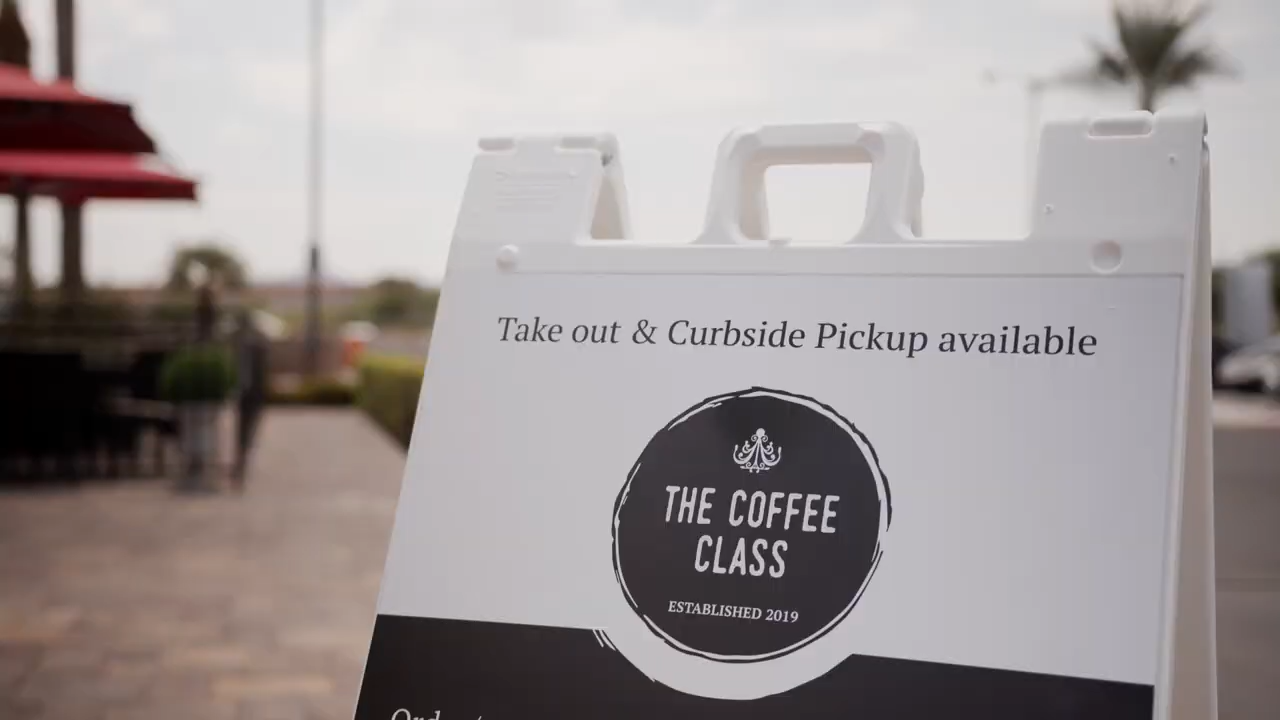 Take out & Curbside Pickup available
THE COFFEE
CLASS
ESTABLISHED 2019